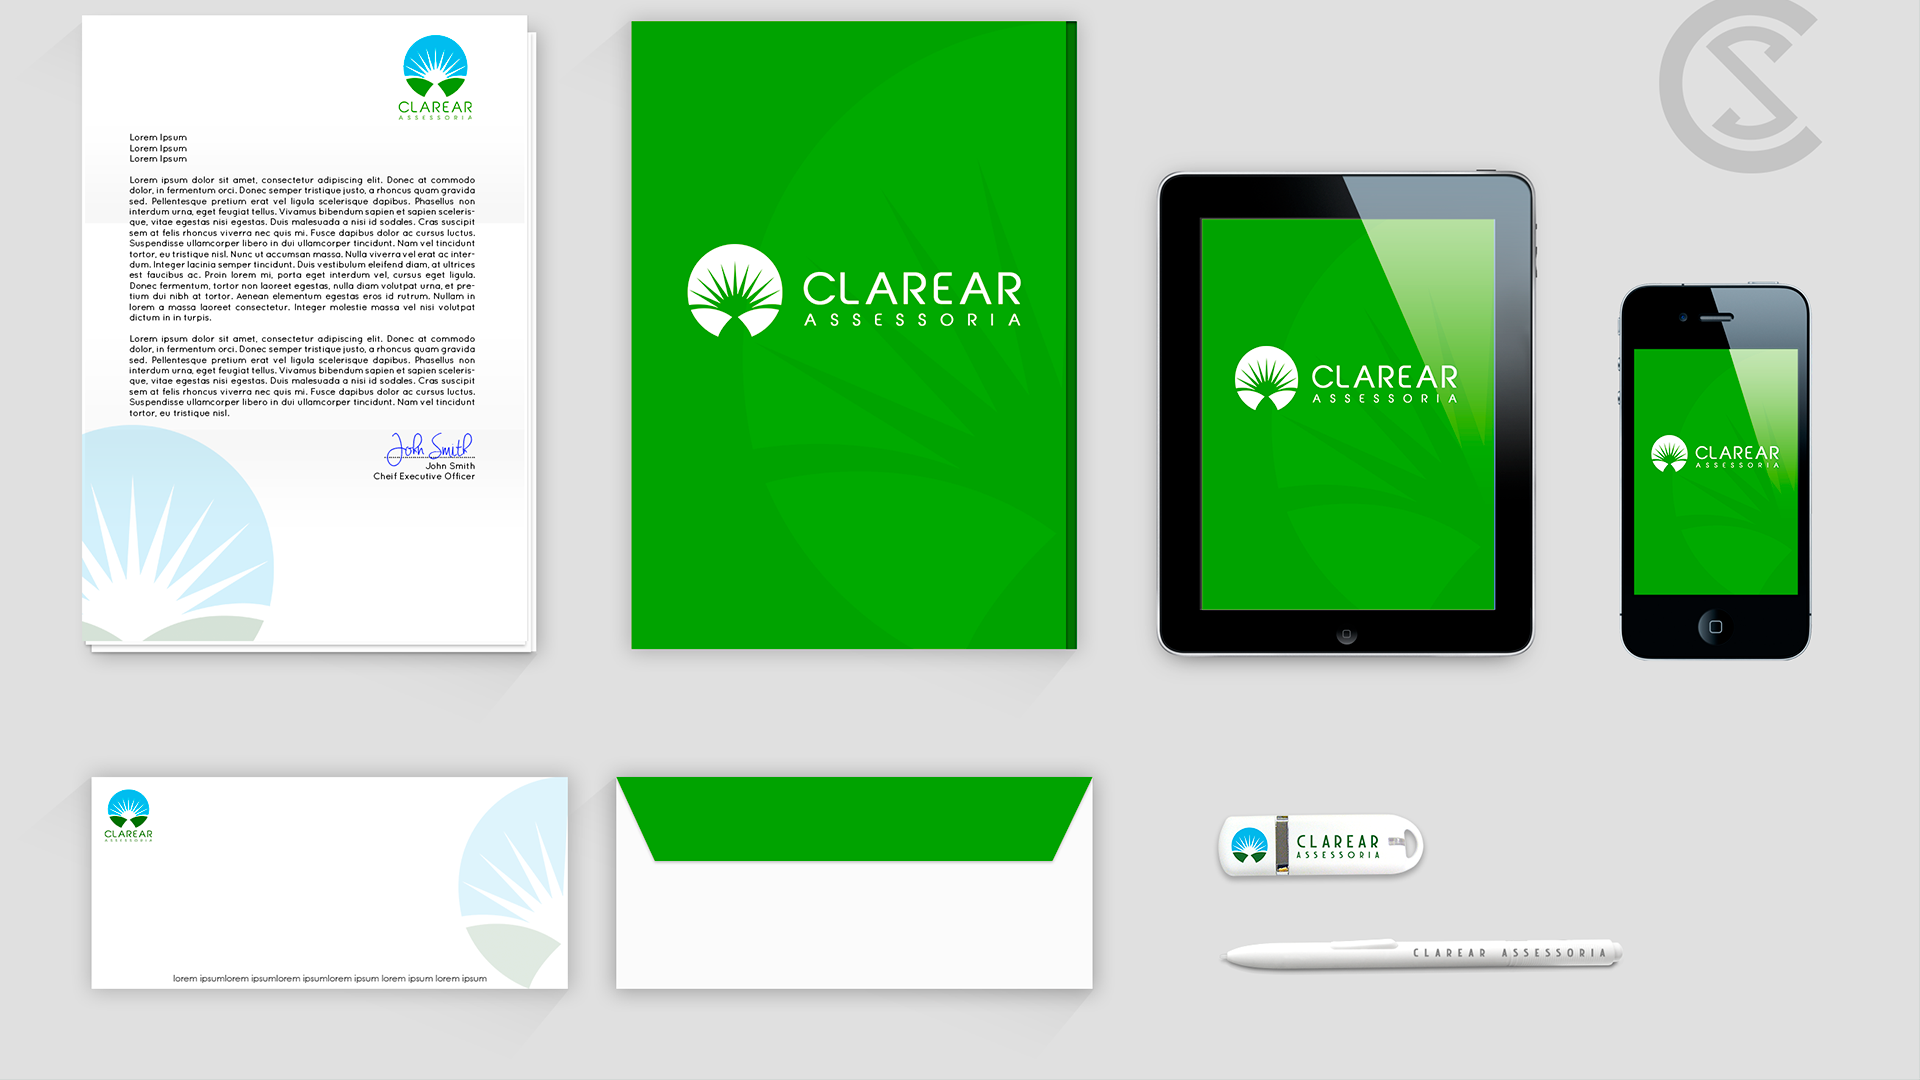 CLAREAR
ASSESSORIA
Lorem Ipsum
Lorem Ipsum
Lorem Ipsum
Lorem ipsum dolor sit amet, consectetur adipiscing elit. Donec at commodo
dolor, in fermentum orci. Donec semper tristique justo, a rhoncus quam gravida
sed. Pellentesque pretium erat vel ligula scelerisque dapibus. Phasellus non
interdum urna, eget feugiat tellus. Vivamus bibendum sapien et sapien sceleris-
que, vitae egestas nisi egestas. Duis malesuada a nisi id sodales. Cras suscipit
sem at felis rhoncus viverra nec quis mi. Fusce dapibus dolor ac cursus luctus.
Suspendisse ullamcorper libero in dui ullamcorper tincidunt. Nam vel tincidunt
tortor, eu tristique nisl. Nunc ut accumsan massa. Nulla viverra vel erat ac inter-
dum. Integer lacinia semper tincidunt. Duis vestibulum eleifend diam, at ultrices
est faucibus ac. Proin lorem mi, porta eget interdum vel, cursus eget ligula.
Donec fermentum, tortor non laoreet egestas, nulla diam volutpat urna, et pre-
tium dui nibh at tortor. Aenean elementum egestas eros id rutrum. Nullam in
lorem a massa laoreet consectetur. Integer molestie massa vel nisi volutpat
dictum in in turpis.
Lorem ipsum dolor sit amet, consectetur adipiscing elit. Donec at commodo
dolor, in fermentum orci. Donec semper tristique justo, a rhoncus quam gravida
sed. Pellentesque pretium erat vel ligula scelerisque dapibus. Phasellus non
interdum urna, eget feugiat tellus. Vivamus bibendum sapien et sapien sceleris-
que, vitae egestas nisi egestas. Duis malesuada a nisi id sodales. Cras suscipit
sem at felis rhoncus viverra nec quis mi. Fusce dapibus dolor ac cursus luctus.
Suspendisse ullamcorper libero in dui ullamcorper tincidunt. Nam vel tincidunt
tortor, eu tristique nisl.
John Smith
John Smith
Cheif Executive Officer
CLAREAR
ASSESSORIA
CLAREAR
ASSESSORIA
CLAREAR
ASSESSORIA
CS
CLAREAR
ASSESSORIA
lorem ipsumlorem ipsumlorem ipsumlorem ipsum lorem ipsum lorem ipsum
CLAREAR
ASSESSORIA
CLAREAR ASSESSORIA